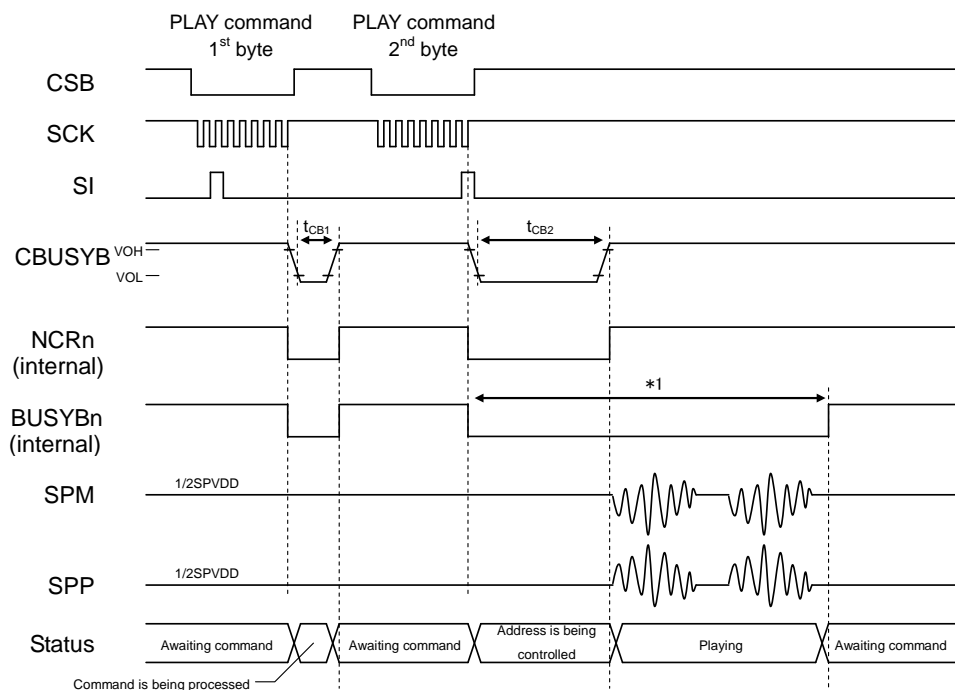 PLAY command
1st byte
PLAY command
2nd byte
CSB
SCK
SI
tCB1
tCB2
CBUSYB
VOH
VOL
NCRn
(internal)
*1
BUSYBn
(internal)
1/2SPVDD
SPM
1/2SPVDD
SPP
Status
Awaiting command
Awaiting command
Address is being
controlled
Playing
Awaiting command
Command is being processed